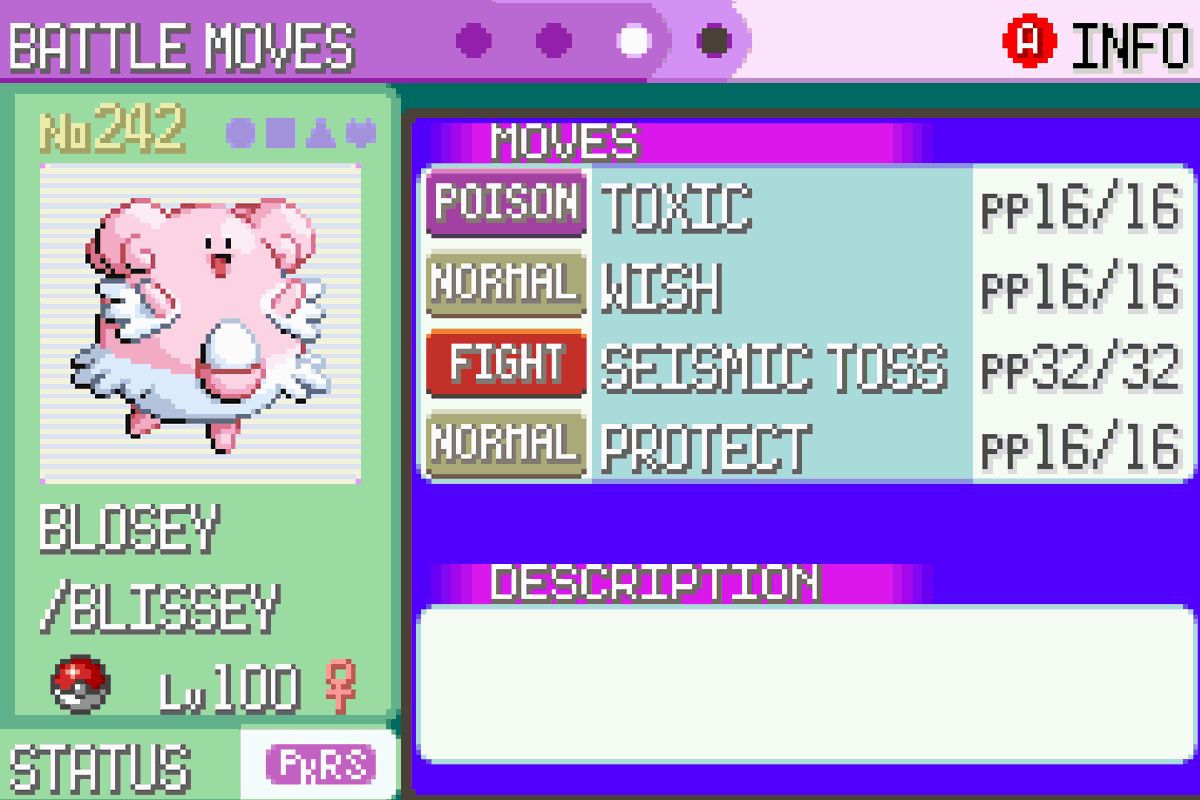 BATTLE MOVES
A INFO
No242
BLOSEY
/BLISSEY
Lv100 ♀
STATUS PKRS
MOVES
POISON TOXIC PP16/16
NORMAL WISH PP16/16
FIGHT SEISMIC TOSS PP32/32
NORMAL PROTECT PP16/16
DESCRIPTION